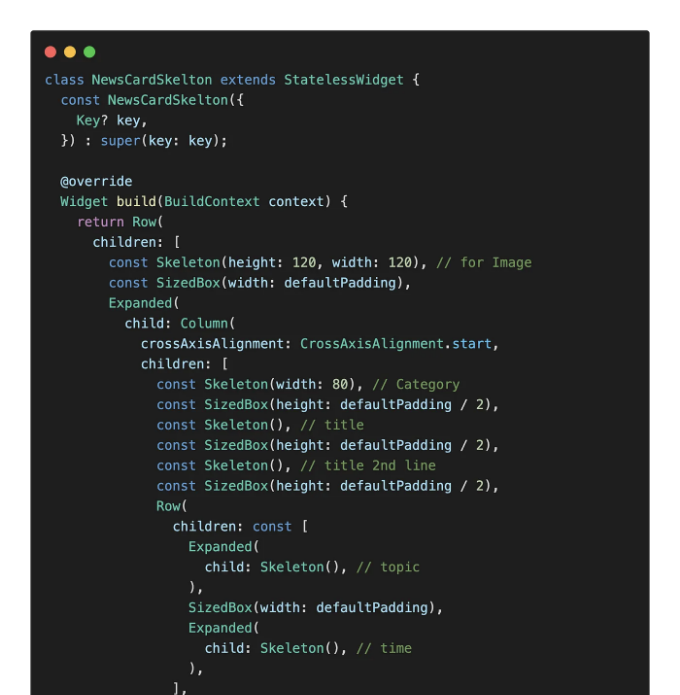 class NewsCardSkelton extends StatelessWidget {
  const NewsCardSkelton({
    Key? key,
  }) : super(key: key);

  @override
  Widget build(BuildContext context) {
    return Row(
      children: [
        const Skeleton(height: 120, width: 120), // for Image
        const SizedBox(width: defaultPadding),
        Expanded(
          child: Column(
            crossAxisAlignment: CrossAxisAlignment.start,
            children: [
              const Skeleton(width: 80), // Category
              const SizedBox(height: defaultPadding / 2),
              const Skeleton(), // title
              const SizedBox(height: defaultPadding / 2),
              const Skeleton(), // title 2nd line
              const SizedBox(height: defaultPadding / 2),
              Row(
                children: const [
                  Expanded(
                    child: Skeleton(), // topic
                  ),
                  SizedBox(width: defaultPadding),
                  Expanded(
                    child: Skeleton(), // time
                  ),
                ],